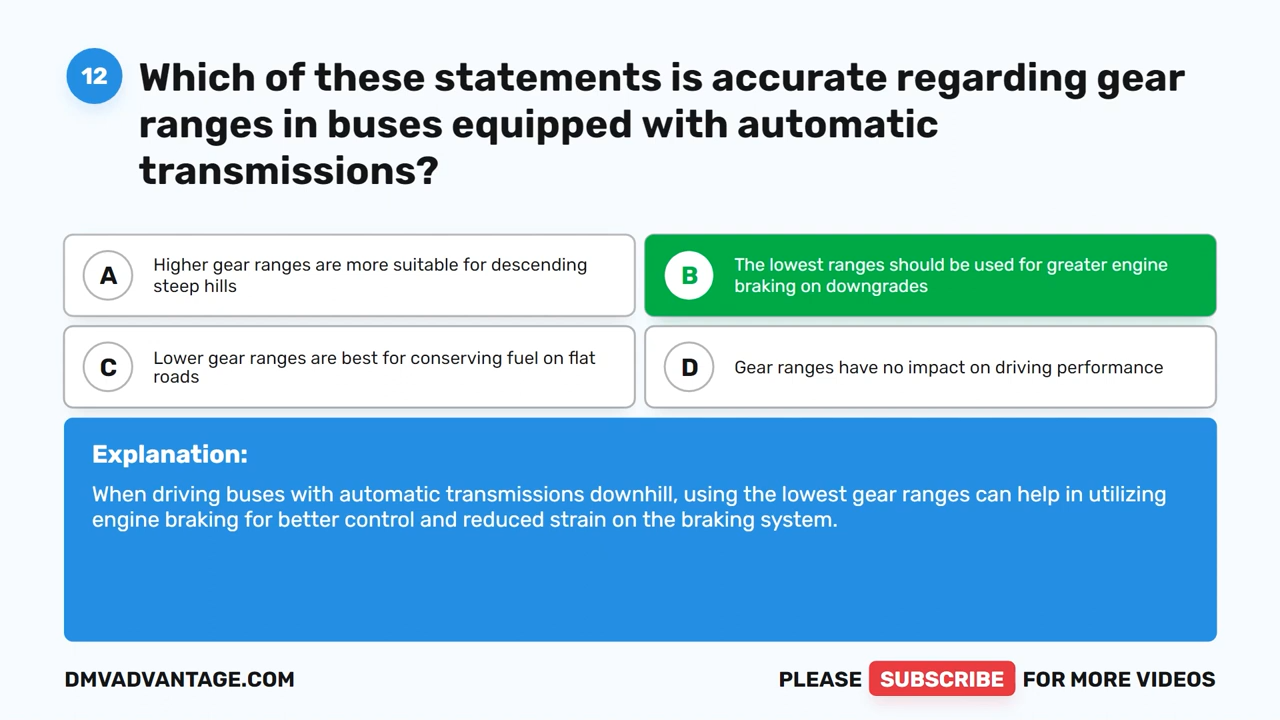 12
Which of these statements is accurate regarding gear
ranges in buses equipped with automatic
transmissions?
A
Higher gear ranges are more suitable for descending
steep hills
B
The lowest ranges should be used for greater engine
braking on downgrades
C
Lower gear ranges are best for conserving fuel on flat
roads
D
Gear ranges have no impact on driving performance
Explanation:
When driving buses with automatic transmissions downhill, using the lowest gear ranges can help in utilizing
engine braking for better control and reduced strain on the braking system.
DMVADVANTAGE.COM
PLEASE SUBSCRIBE FOR MORE VIDEOS